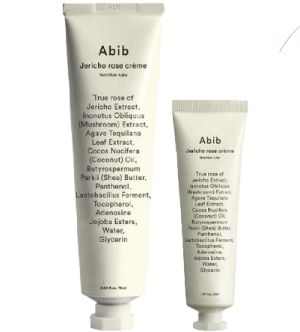 Abib
Jericho rose crème
Nutrition tube
True rose of
Jericho Extract,
Inonotus Obliquus
(Mushroom) Extract,
Agave Tequilana
Leaf Extract,
Cocos Nucifera
(Coconut) Oil,
Butyrospermum
Parkii (Shea) Butter,
Panthenol,
Lactobacillus Ferment,
Tocopherol,
Adenosine
Jojoba Esters,
Water,
Glycerin
Abib
Jericho rose crème
Nutrition tube
True rose of
Jericho Extract,
Inonotus Obliquus
(Mushroom) Extract,
Agave Tequilana
Leaf Extract,
Cocos Nucifera
(Coconut) Oil,
Butyrospermum
Parkii (Shea) Butter,
Panthenol,
Lactobacillus Ferment,
Tocopherol,
Adenosine
Jojoba Esters,
Water,
Glycerin